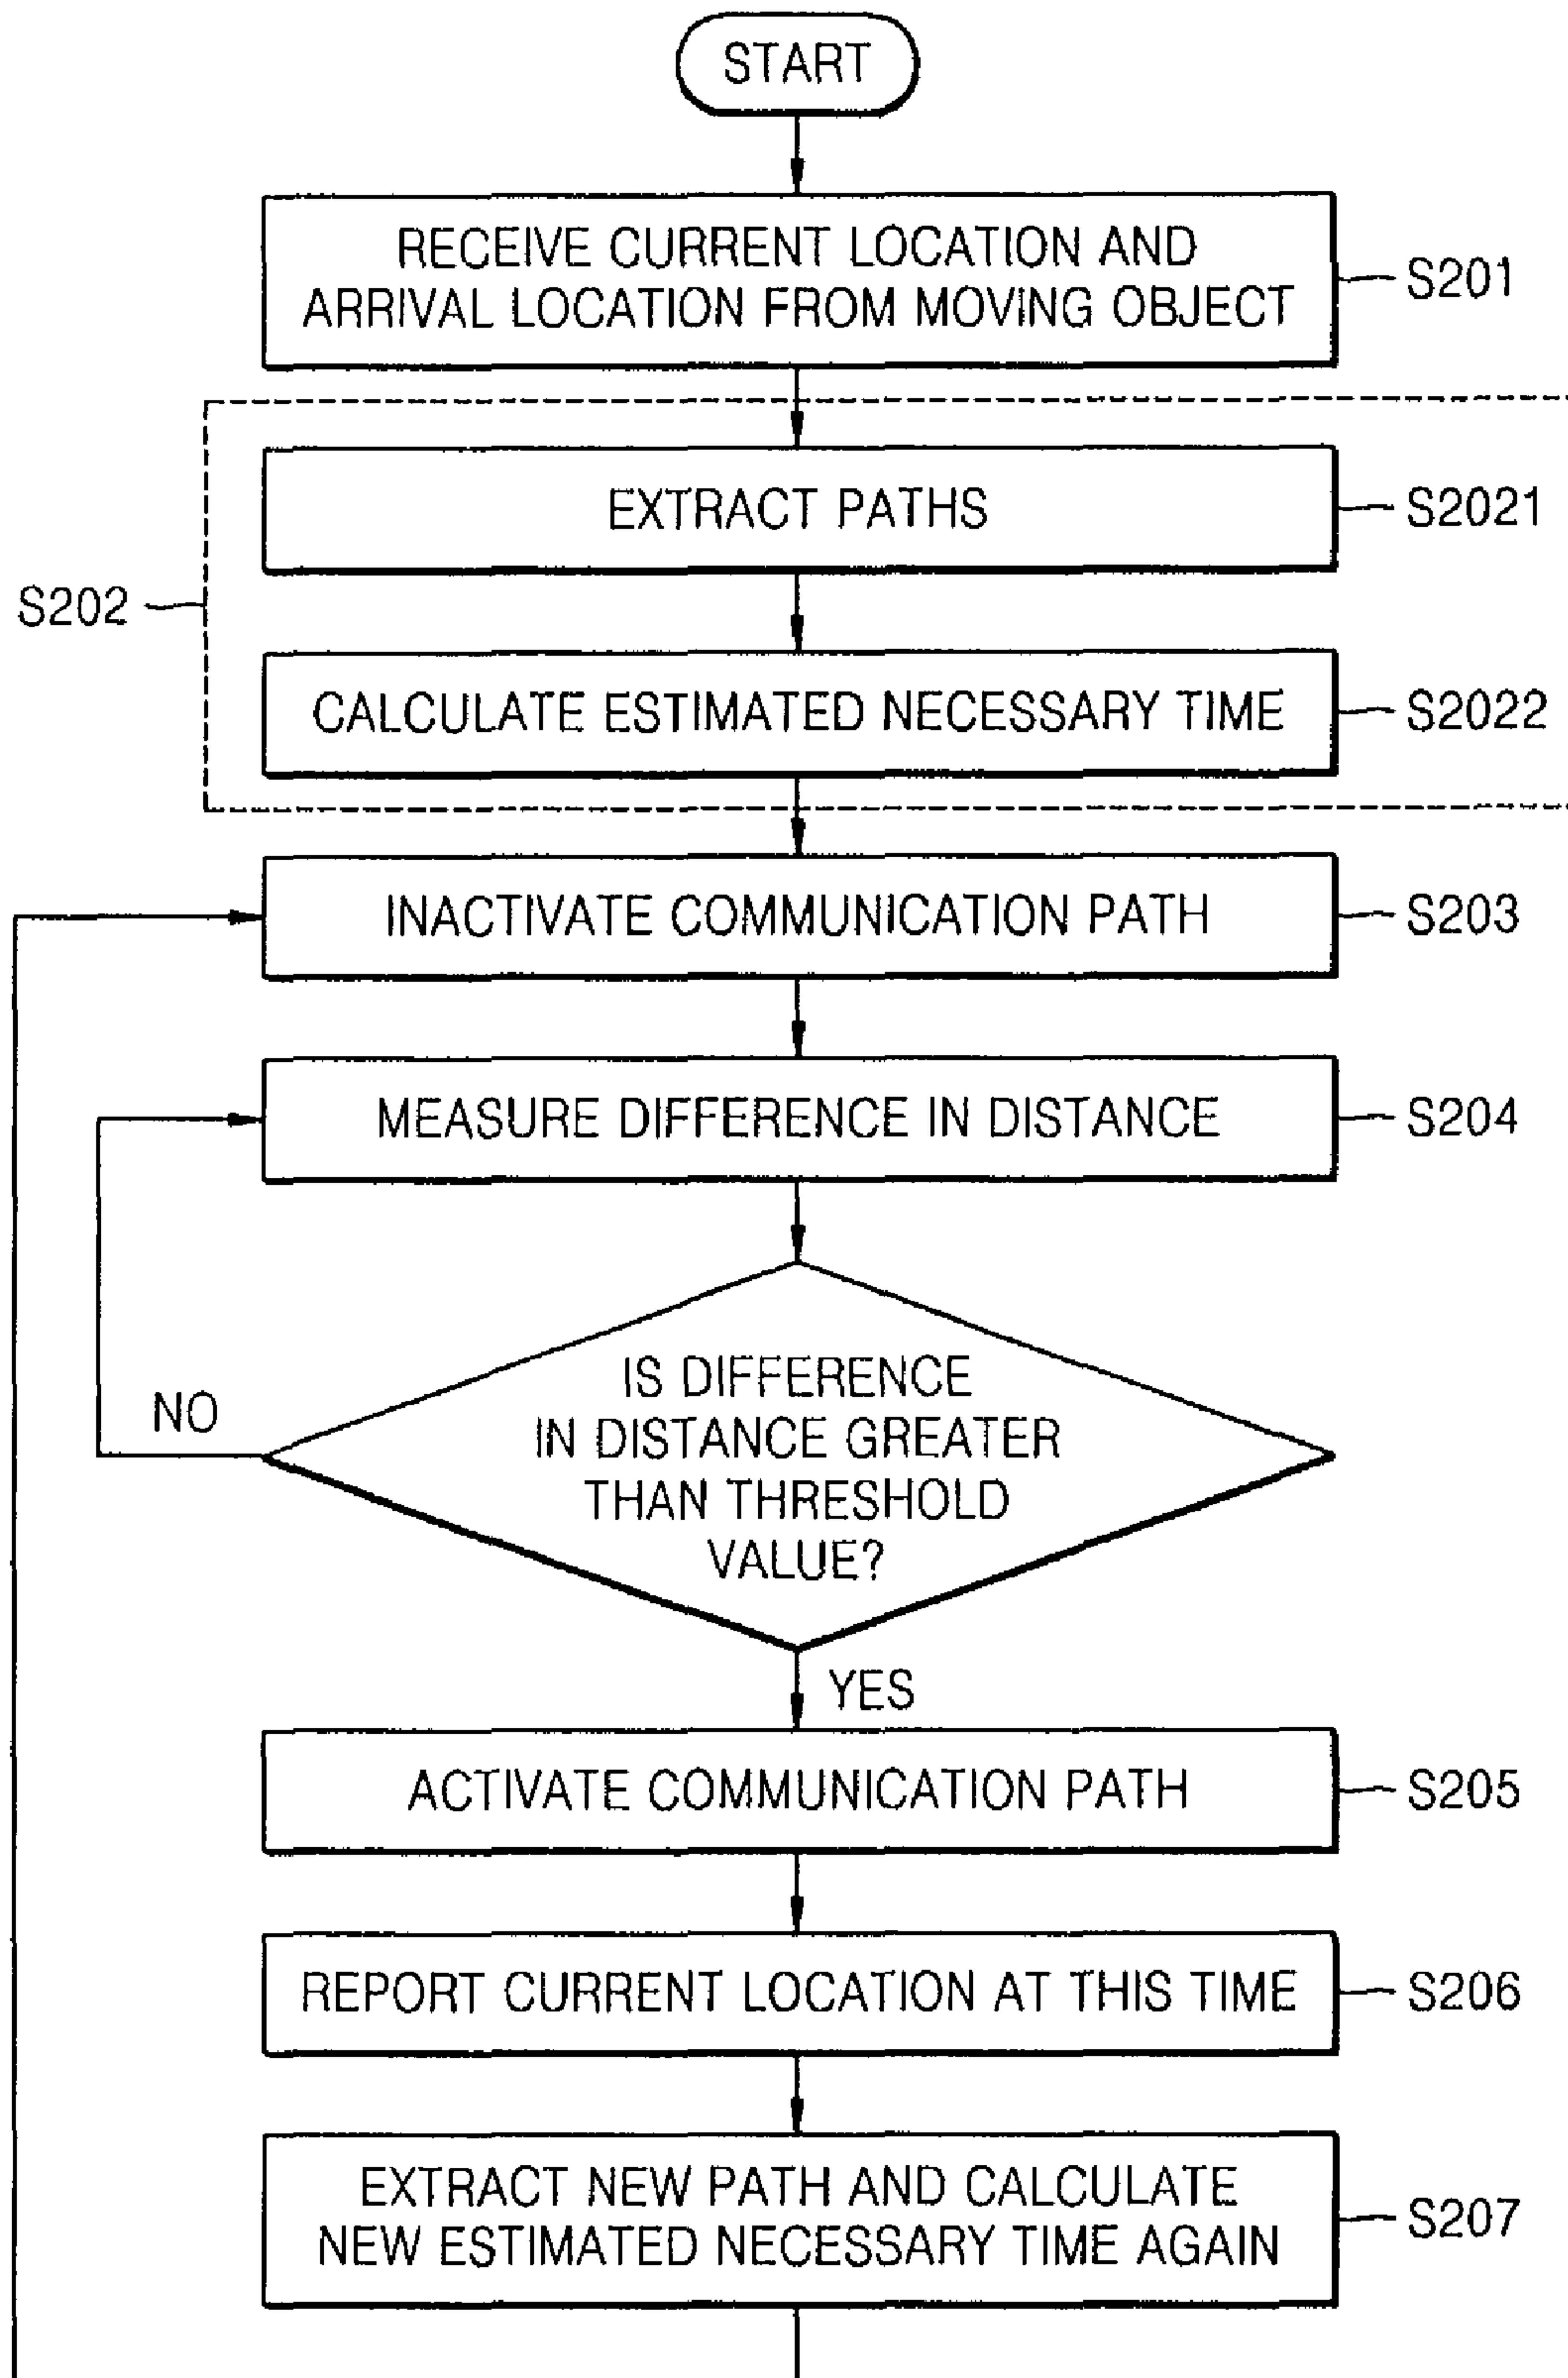 START
RECEIVE CURRENT LOCATION AND
ARRIVAL LOCATION FROM MOVING OBJECT
S201
EXTRACT PATHS
S2021
S202
CALCULATE ESTIMATED NECESSARY TIME
S2022
INACTIVATE COMMUNICATION PATH
S203
MEASURE DIFFERENCE IN DISTANCE
S204
IS DIFFERENCE
IN DISTANCE GREATER
THAN THRESHOLD
VALUE?
NO
YES
ACTIVATE COMMUNICATION PATH
S205
REPORT CURRENT LOCATION AT THIS TIME
S206
EXTRACT NEW PATH AND CALCULATE
NEW ESTIMATED NECESSARY TIME AGAIN
S207